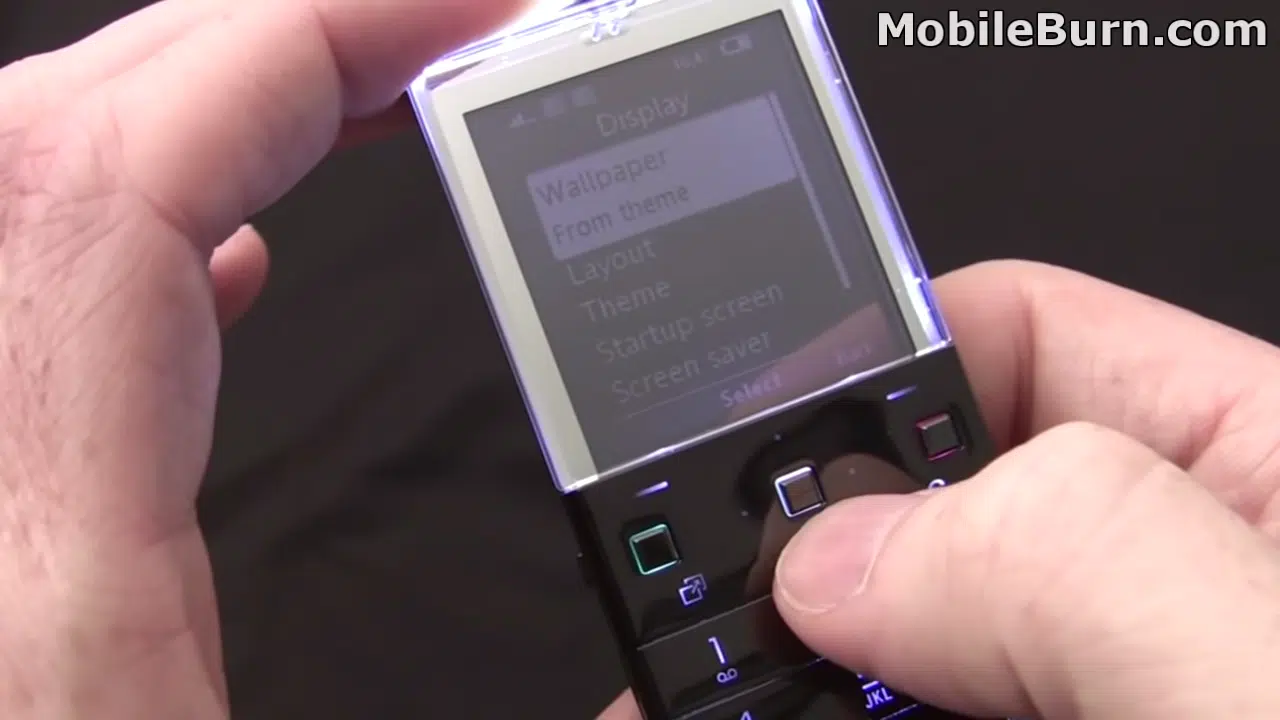 MobileBurn.com
Display
Wallpaper
From theme
Layout
Theme
Startup screen
Screen saver
Select
1
JKL